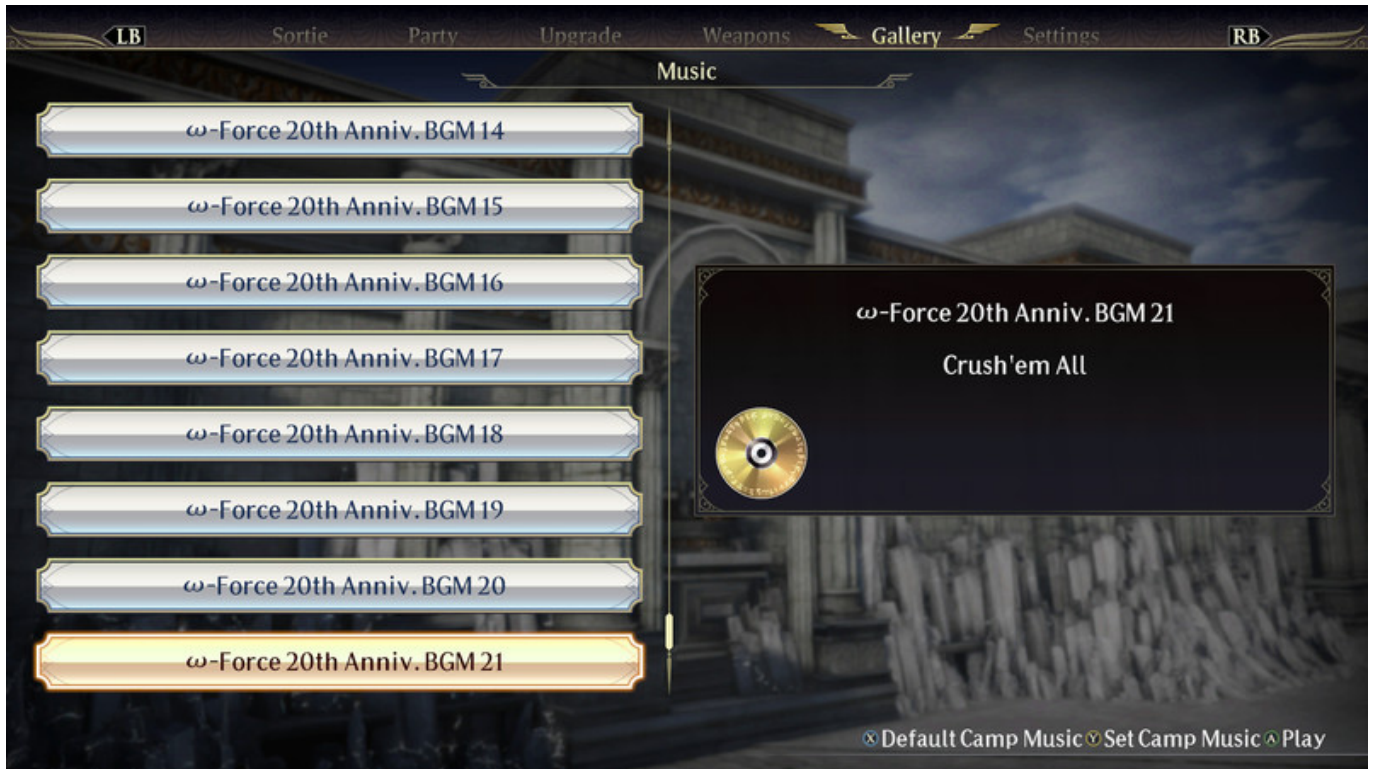 LB Sortie Party Upgrade Weapons Gallery Settings RB
Music
ω-Force 20th Anniv. BGM 14
ω-Force 20th Anniv. BGM 15
ω-Force 20th Anniv. BGM 16
ω-Force 20th Anniv. BGM 17
ω-Force 20th Anniv. BGM 18
ω-Force 20th Anniv. BGM 19
ω-Force 20th Anniv. BGM 20
ω-Force 20th Anniv. BGM 21
ω-Force 20th Anniv. BGM 21
Crush'em All
X Default Camp Music Y Set Camp Music A Play